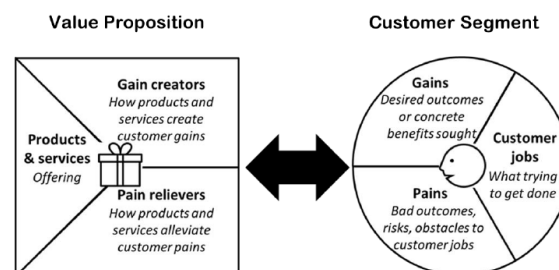 Value Proposition
Customer Segment
Gain creators
How products and
services create
customer gains
Products
& services
Offering
Pain relievers
How products and
services alleviate
customer pains
Gains
Desired outcomes
or concrete
benefits sought
Customer
jobs
What trying
to get done
Pains
Bad outcomes,
risks, obstacles to
customer jobs